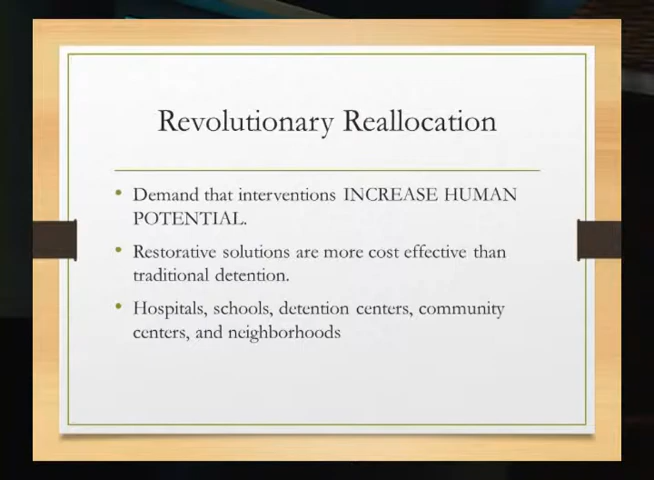 Revolutionary Reallocation
• Demand that interventions INCREASE HUMAN
POTENTIAL.
• Restorative solutions are more cost effective than
traditional detention.
• Hospitals, schools, detention centers, community
centers, and neighborhoods